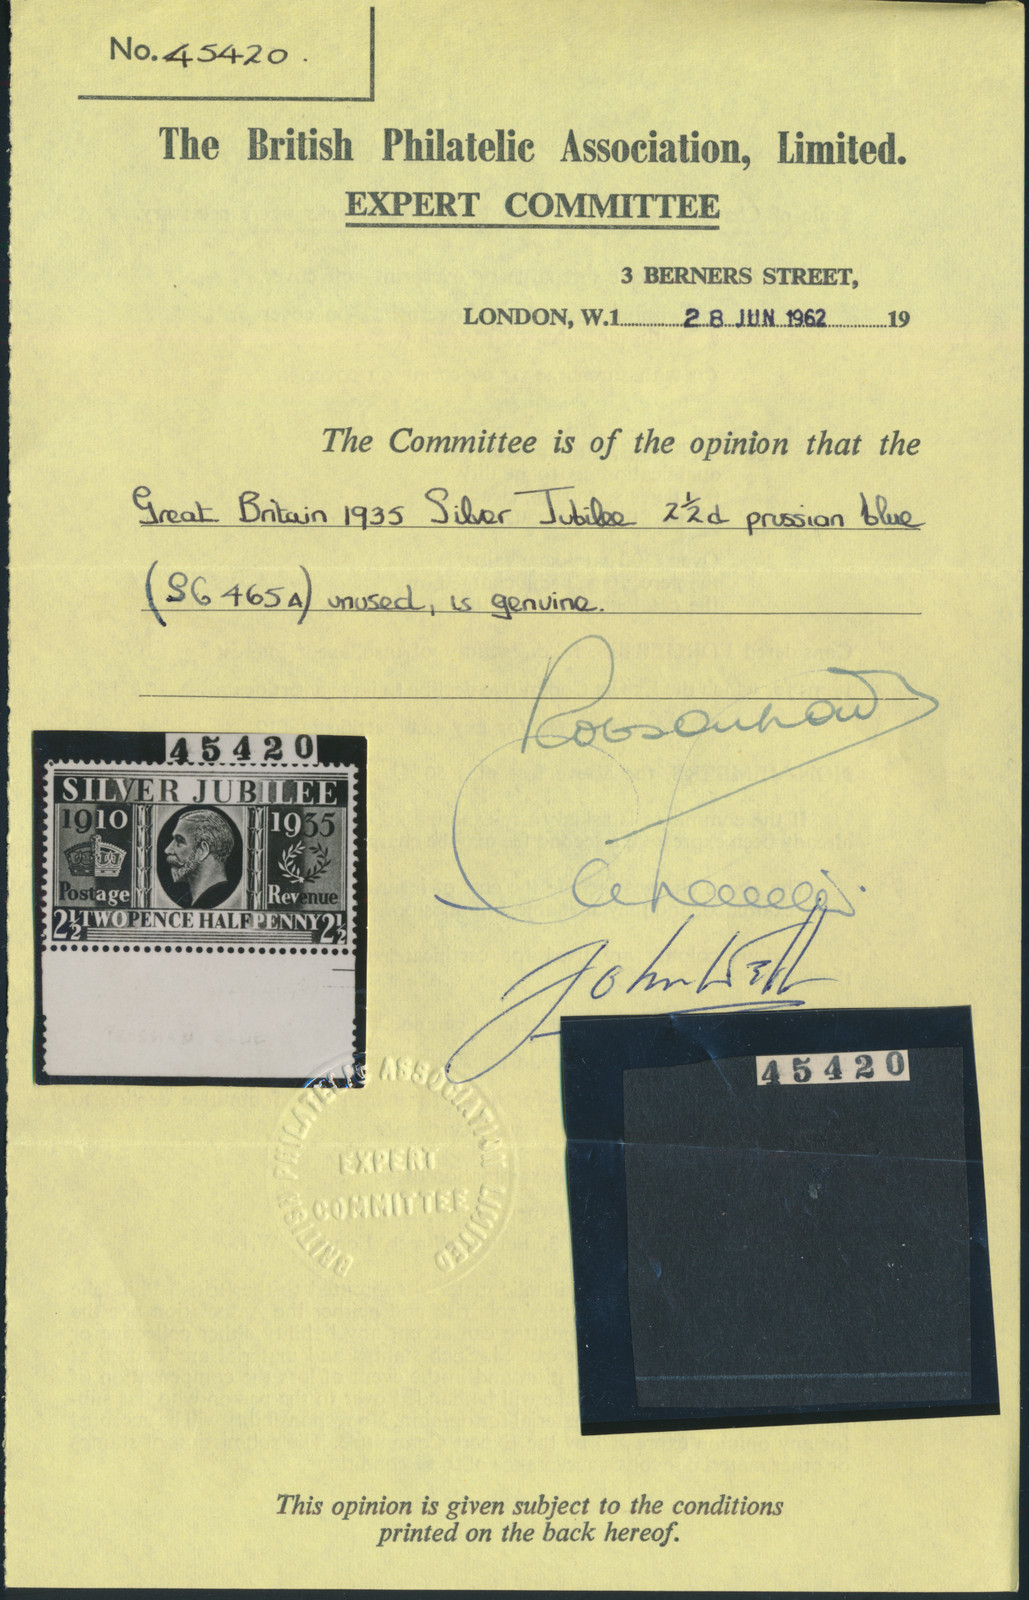 No. 45420.
The British Philatelic Association, Limited.
EXPERT COMMITTEE
3 BERNERS STREET,
LONDON, W.1 28 JUN 1962 19
The Committee is of the opinion that the
Great Britain 1935 Silver Jubilee 2½d prussian blue
(SG 465A) unused, is genuine.
45420
SILVER JUBILEE
1910 1935
Postage Revenue
2½ TWOPENCE HALFPENNY 2½
John
BRITISH PHILATELIC ASSOCIATION LIMITED
EXPERT
COMMITTEE
45420
This opinion is given subject to the conditions
printed on the back hereof.